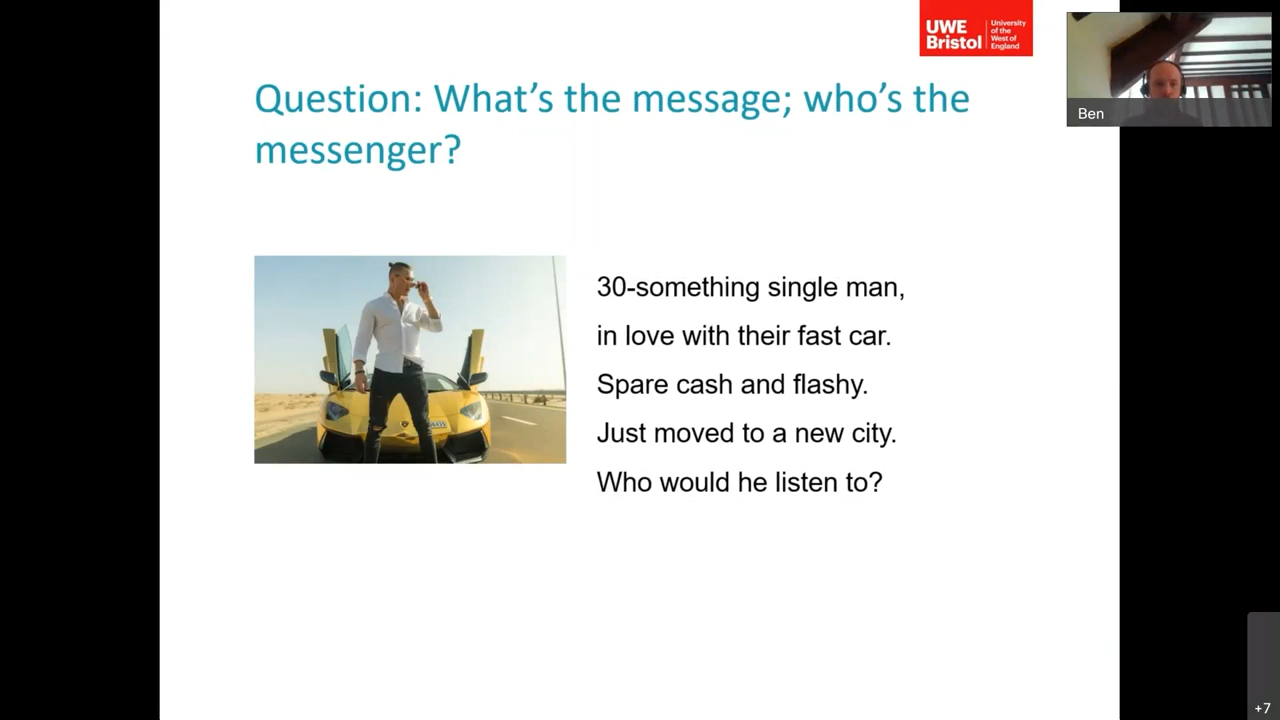 UWE
Bristol
University
of the
West of
England
Ben
Question: What’s the message; who’s the
messenger?
30-something single man,
in love with their fast car.
Spare cash and flashy.
Just moved to a new city.
Who would he listen to?
+7